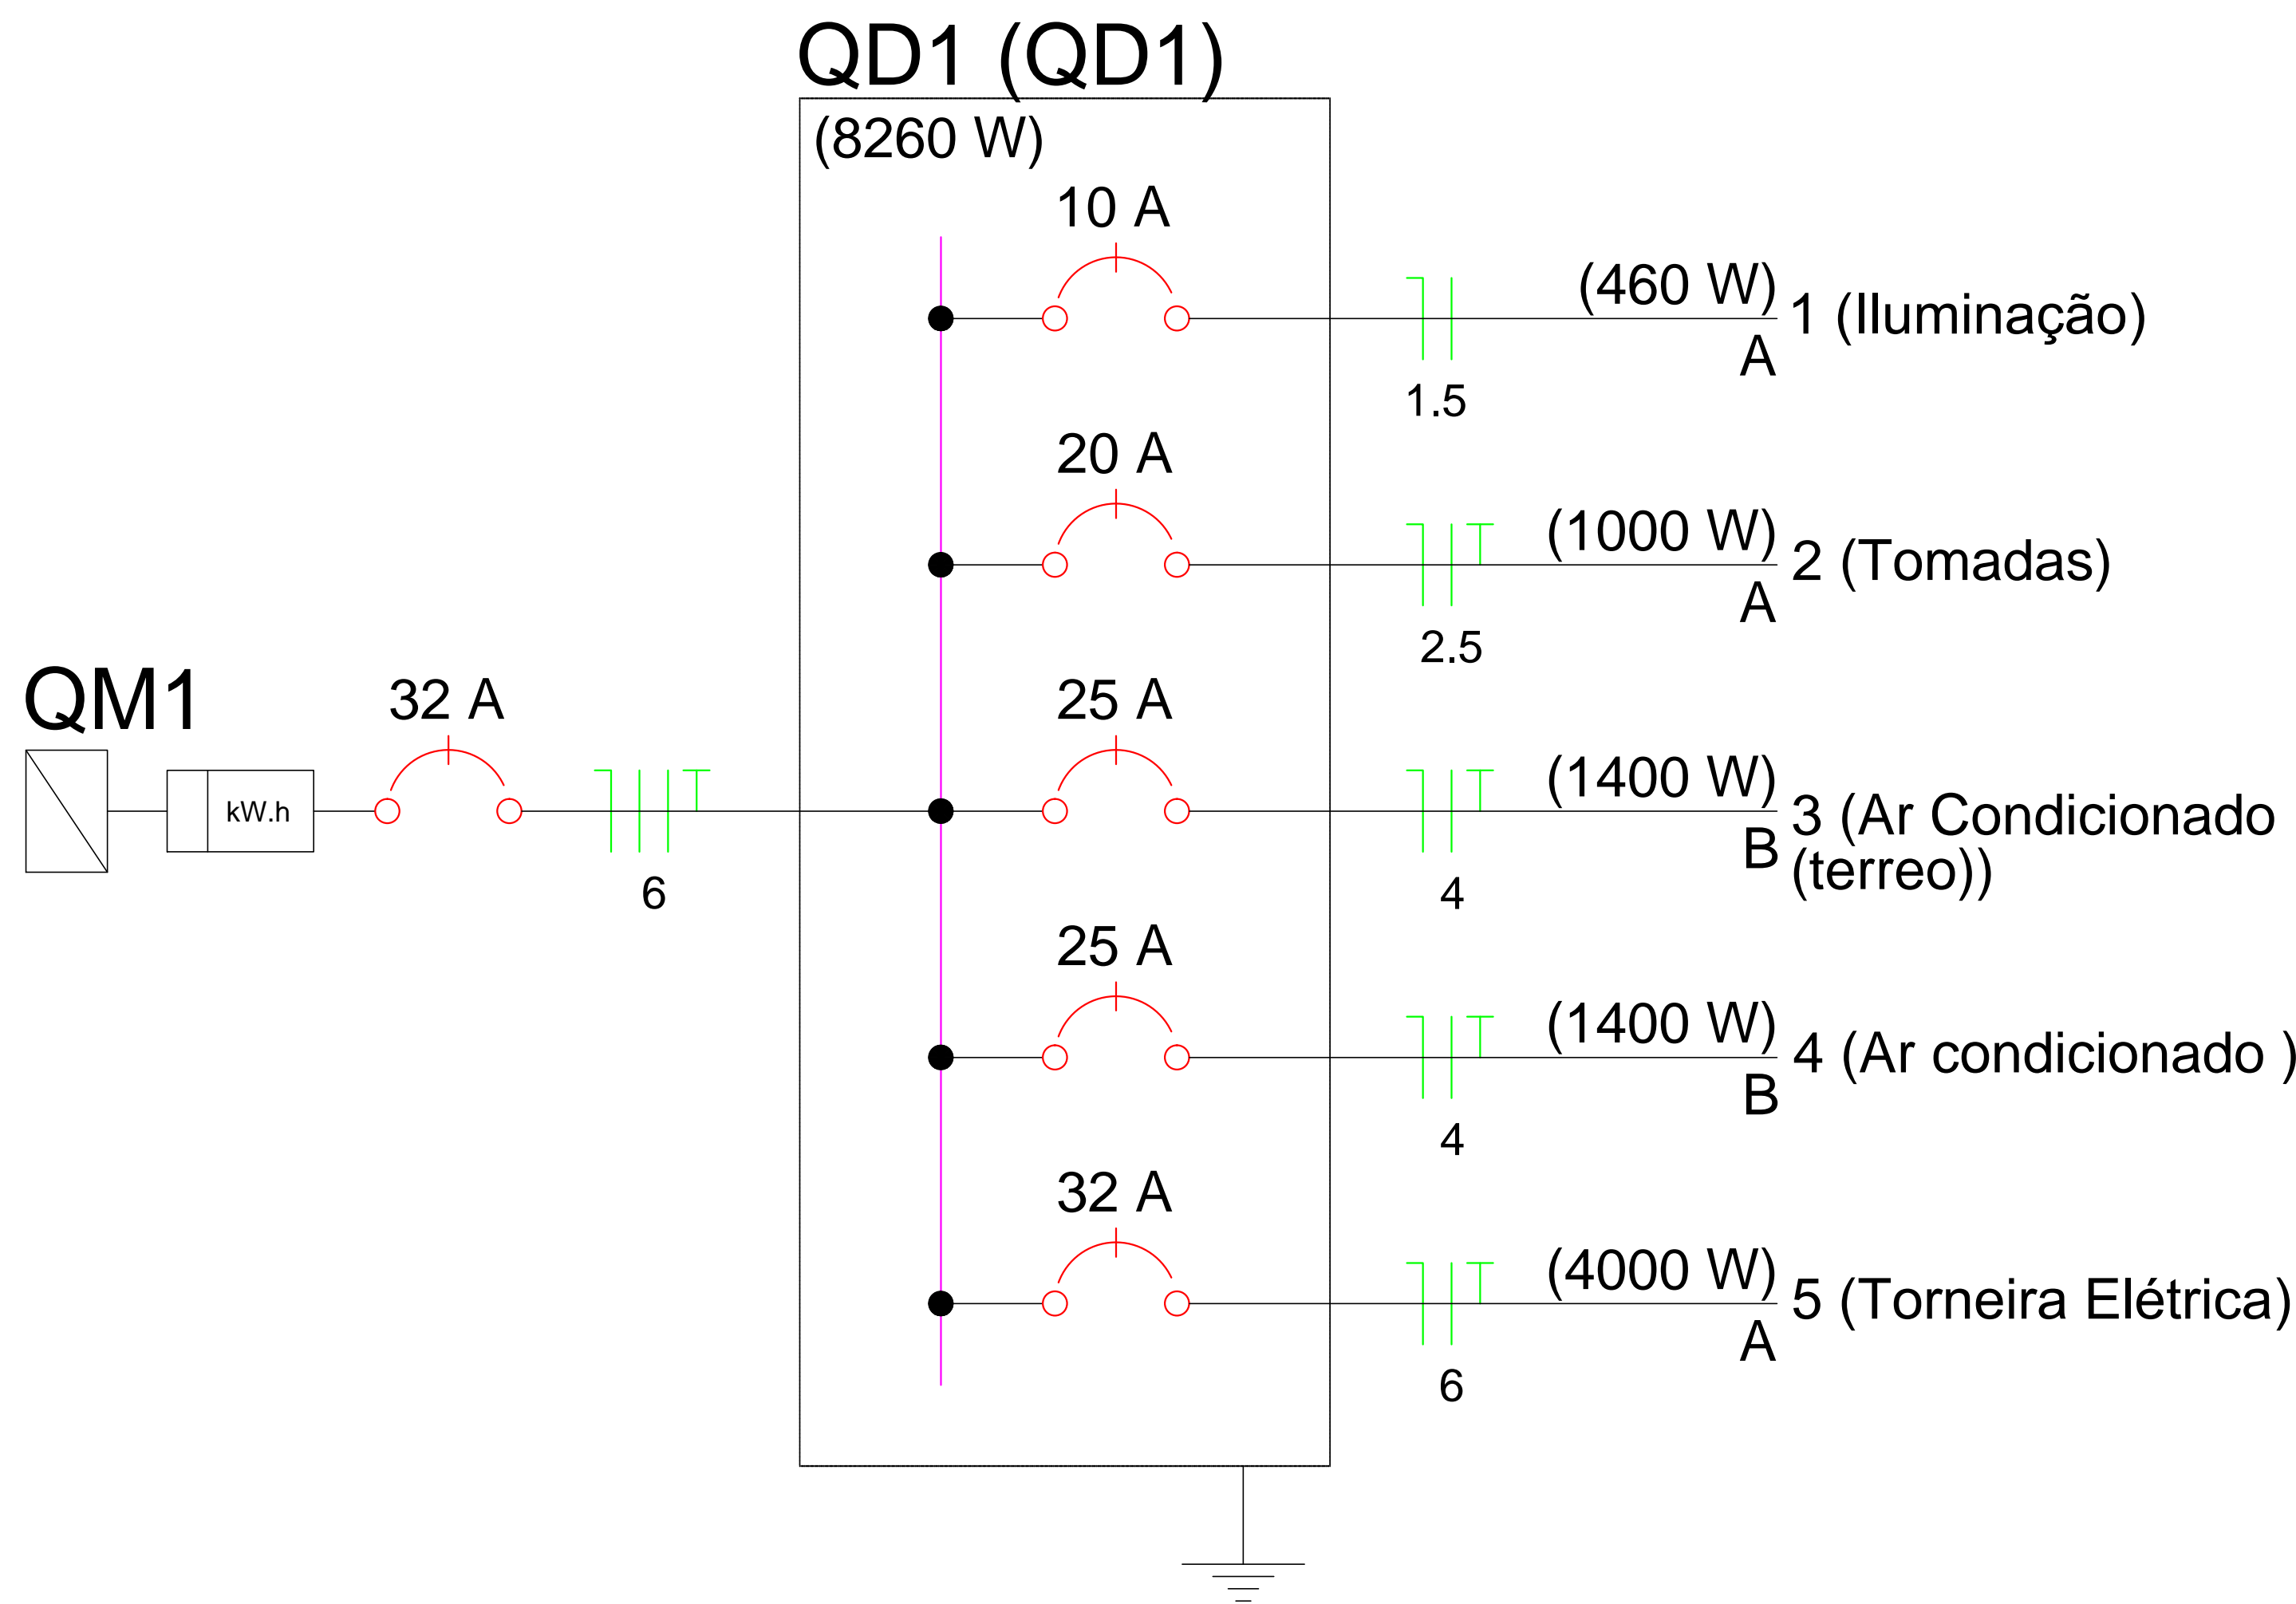 QD1 (QD1)
(8260 W)
10 A
(460 W)
1 (Iluminação)
A
1.5
20 A
(1000 W)
2 (Tomadas)
A
2.5
QM1
32 A
kW.h
6
25 A
(1400 W)
3 (Ar Condicionado
(terreo))
B
4
25 A
(1400 W)
4 (Ar condicionado )
B
4
32 A
(4000 W)
5 (Torneira Elétrica)
A
6